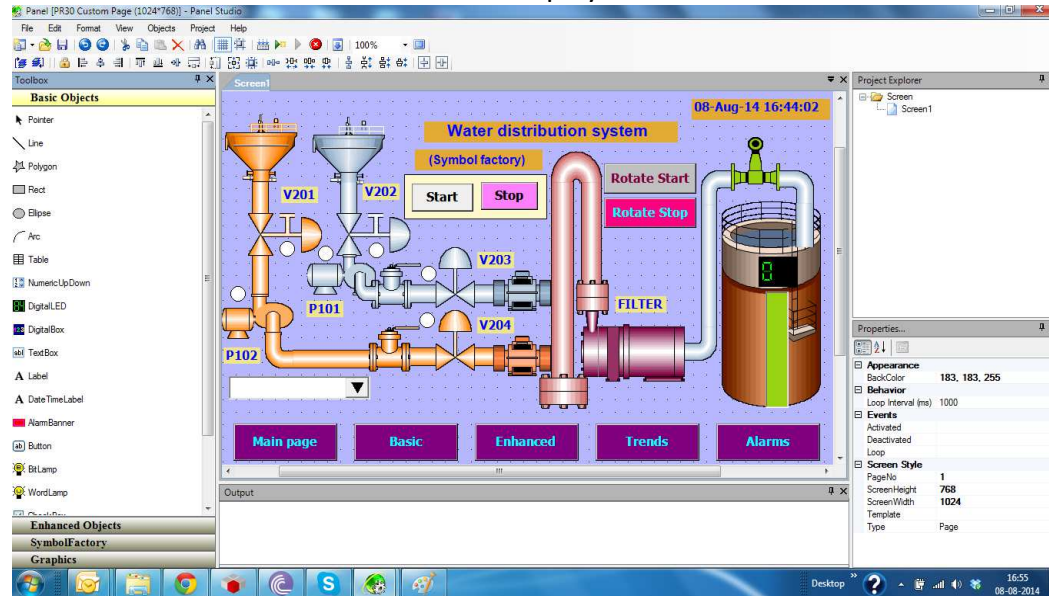 Panel [PR30 Custom Page (1024*768)] - Panel Studio
File Edit Format View Objects Project Help
100%
Toolbox
Basic Objects
Pointer
Line
Polygon
Rect
Ellipse
Arc
Table
NumericUpDown
DigitalLED
DigitalBox
TextBox
Label
DateTimeLabel
AlarmBanner
Button
BitLamp
WordLamp
Enhanced Objects
SymbolFactory
Graphics
Screen1
08-Aug-14 16:44:02
Water distribution system
(Symbol factory)
Start Stop
Rotate Start
Rotate Stop
V201
V202
V203
P101
FILTER
V204
P102
Main page Basic Enhanced Trends Alarms
Output
Project Explorer
Screen
Screen1
Properties...
Appearance
BackColor 183, 183, 255
Behavior
Loop Interval (ms) 1000
Events
Activated
Deactivated
Loop
Screen Style
PageNo 1
ScreenHeight 768
ScreenWidth 1024
Template
Type Page
Desktop
16:55
08-08-2014